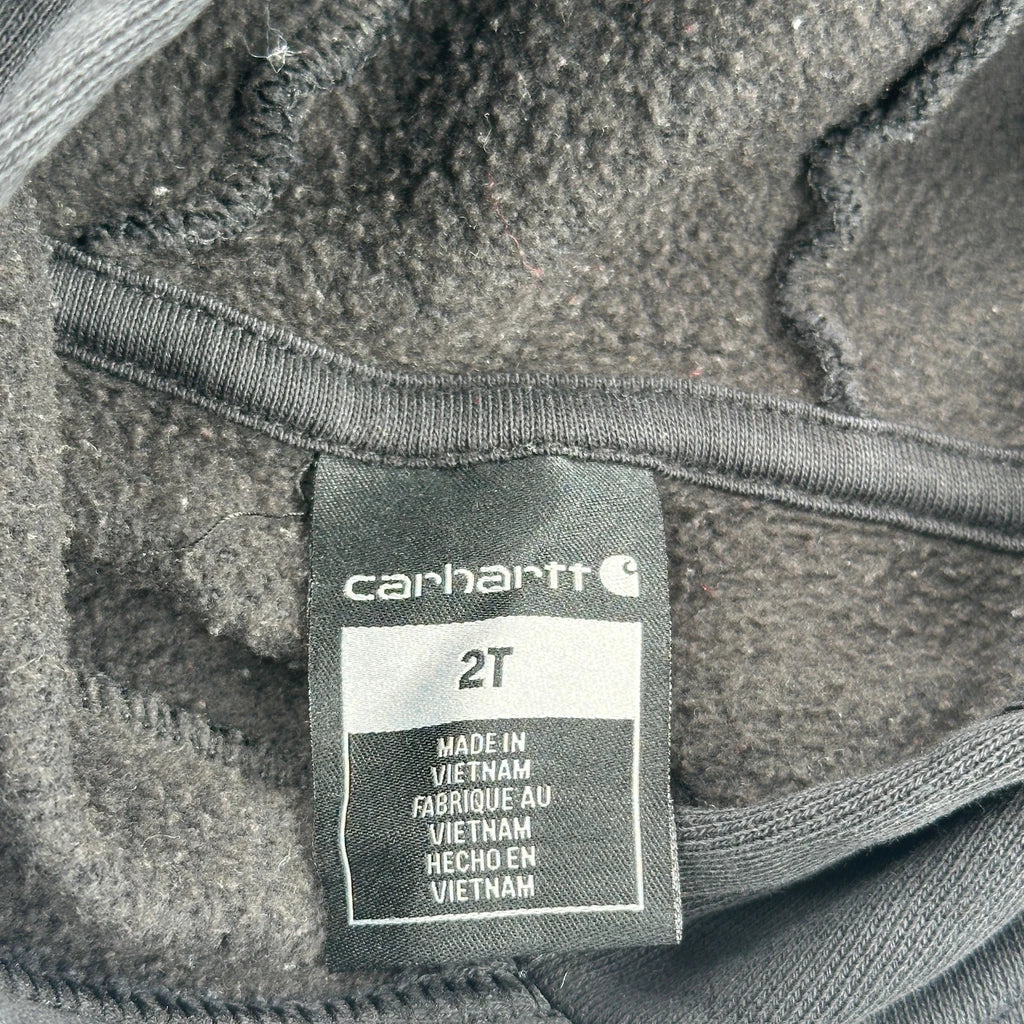 carhartt
2T
MADE IN
VIETNAM
FABRIQUE AU
VIETNAM
HECHO EN
VIETNAM